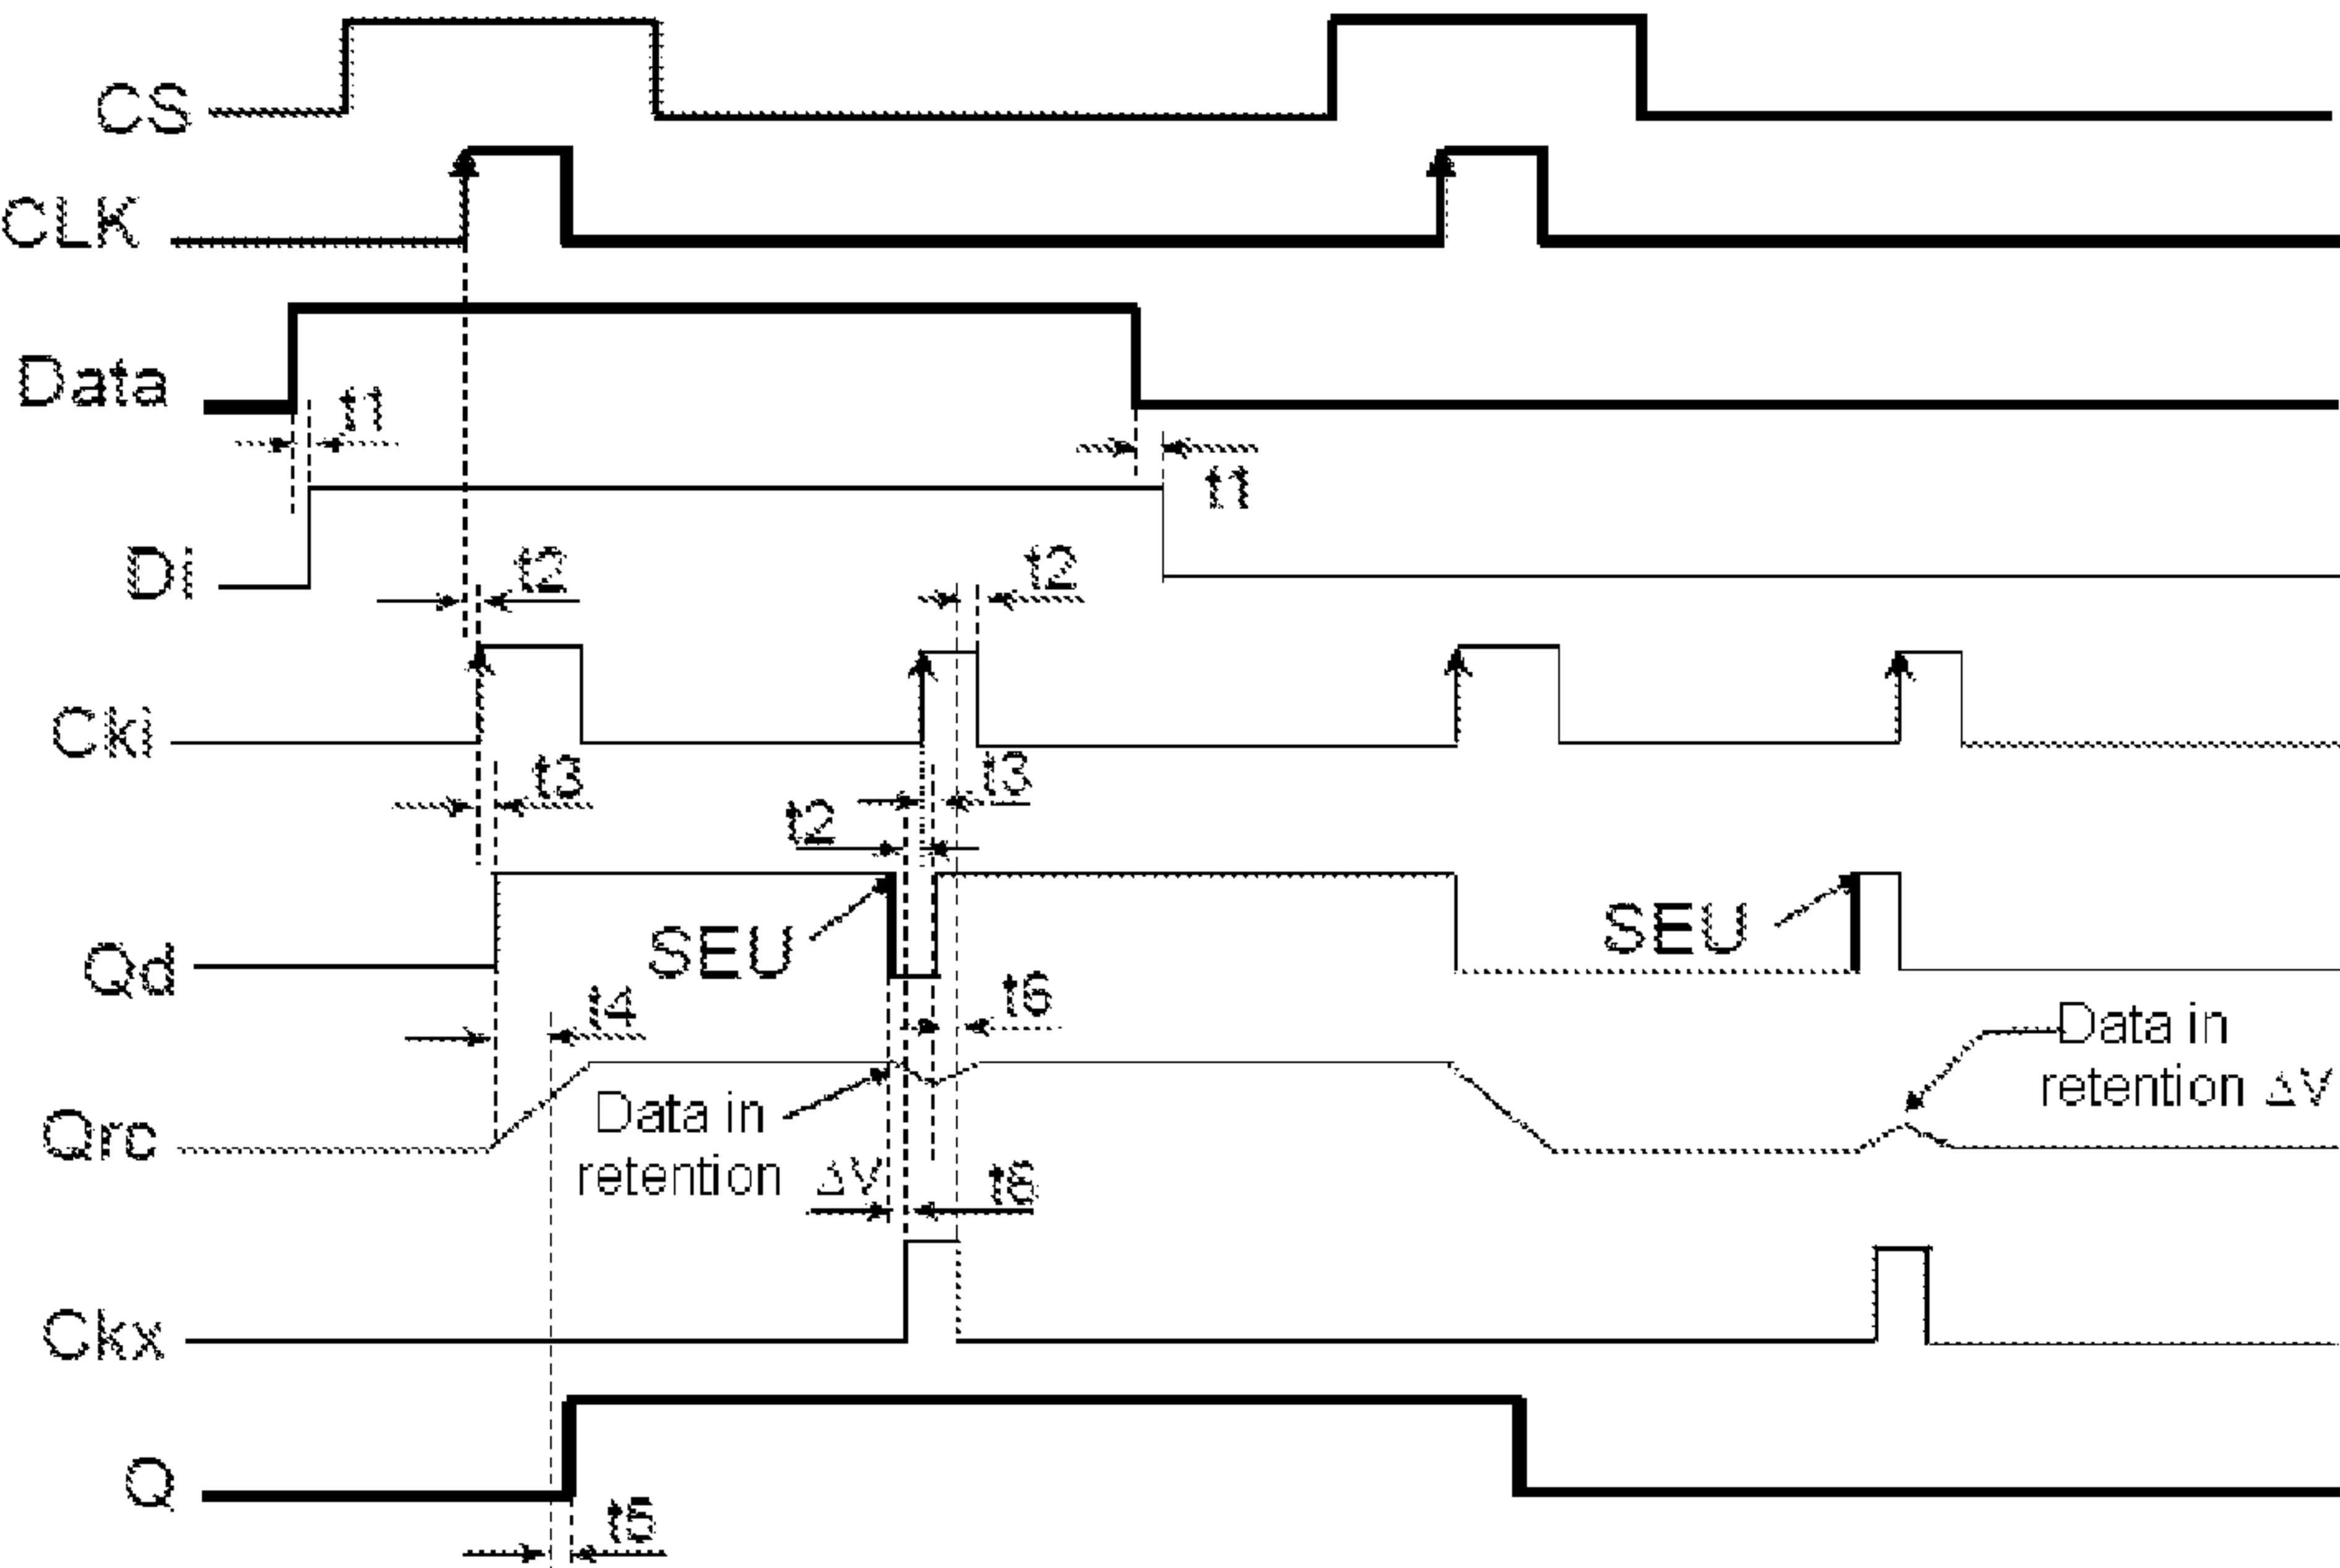 CS
CLK
Data
t1
t1
Di
t2
t2
Cki
t3
t3
t2
SEU
SEU
Qd
t6
t4
Data in
retention ΔV
Data in
retention ΔV
Qrc
t6
Ckx
Q
t5